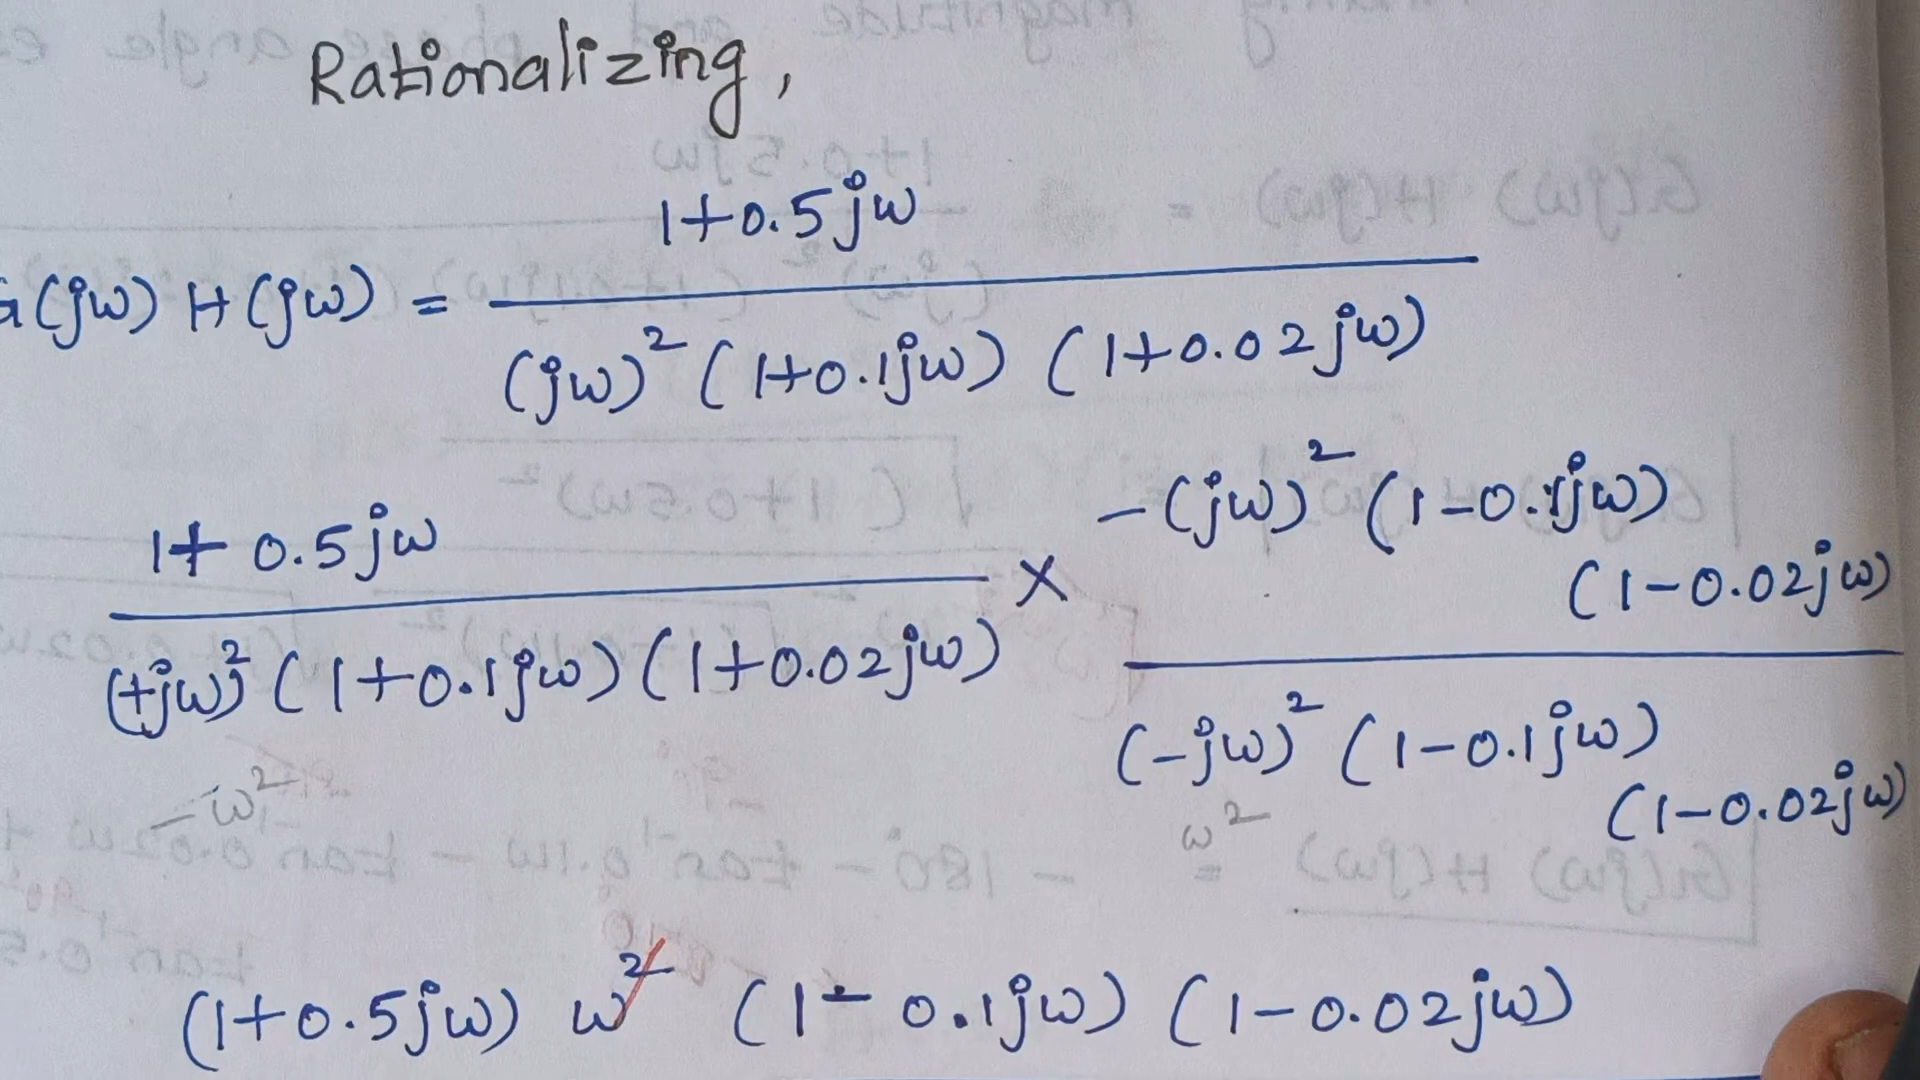 Rationalizing,
1+0.5jω
G(jω) H(jω) =
(jω)² (1+0.1jω) (1+0.02jω)
1+0.5jω × -(jω)² (1-0.1jω)
(1-0.02jω)
(+jω)² (1+0.1jω)(1+0.02jω)
(-jω)² (1-0.1jω)
(1-0.02jω)
-ω²
ω²
(1+0.5jω) ω² (1-0.1jω) (1-0.02jω)